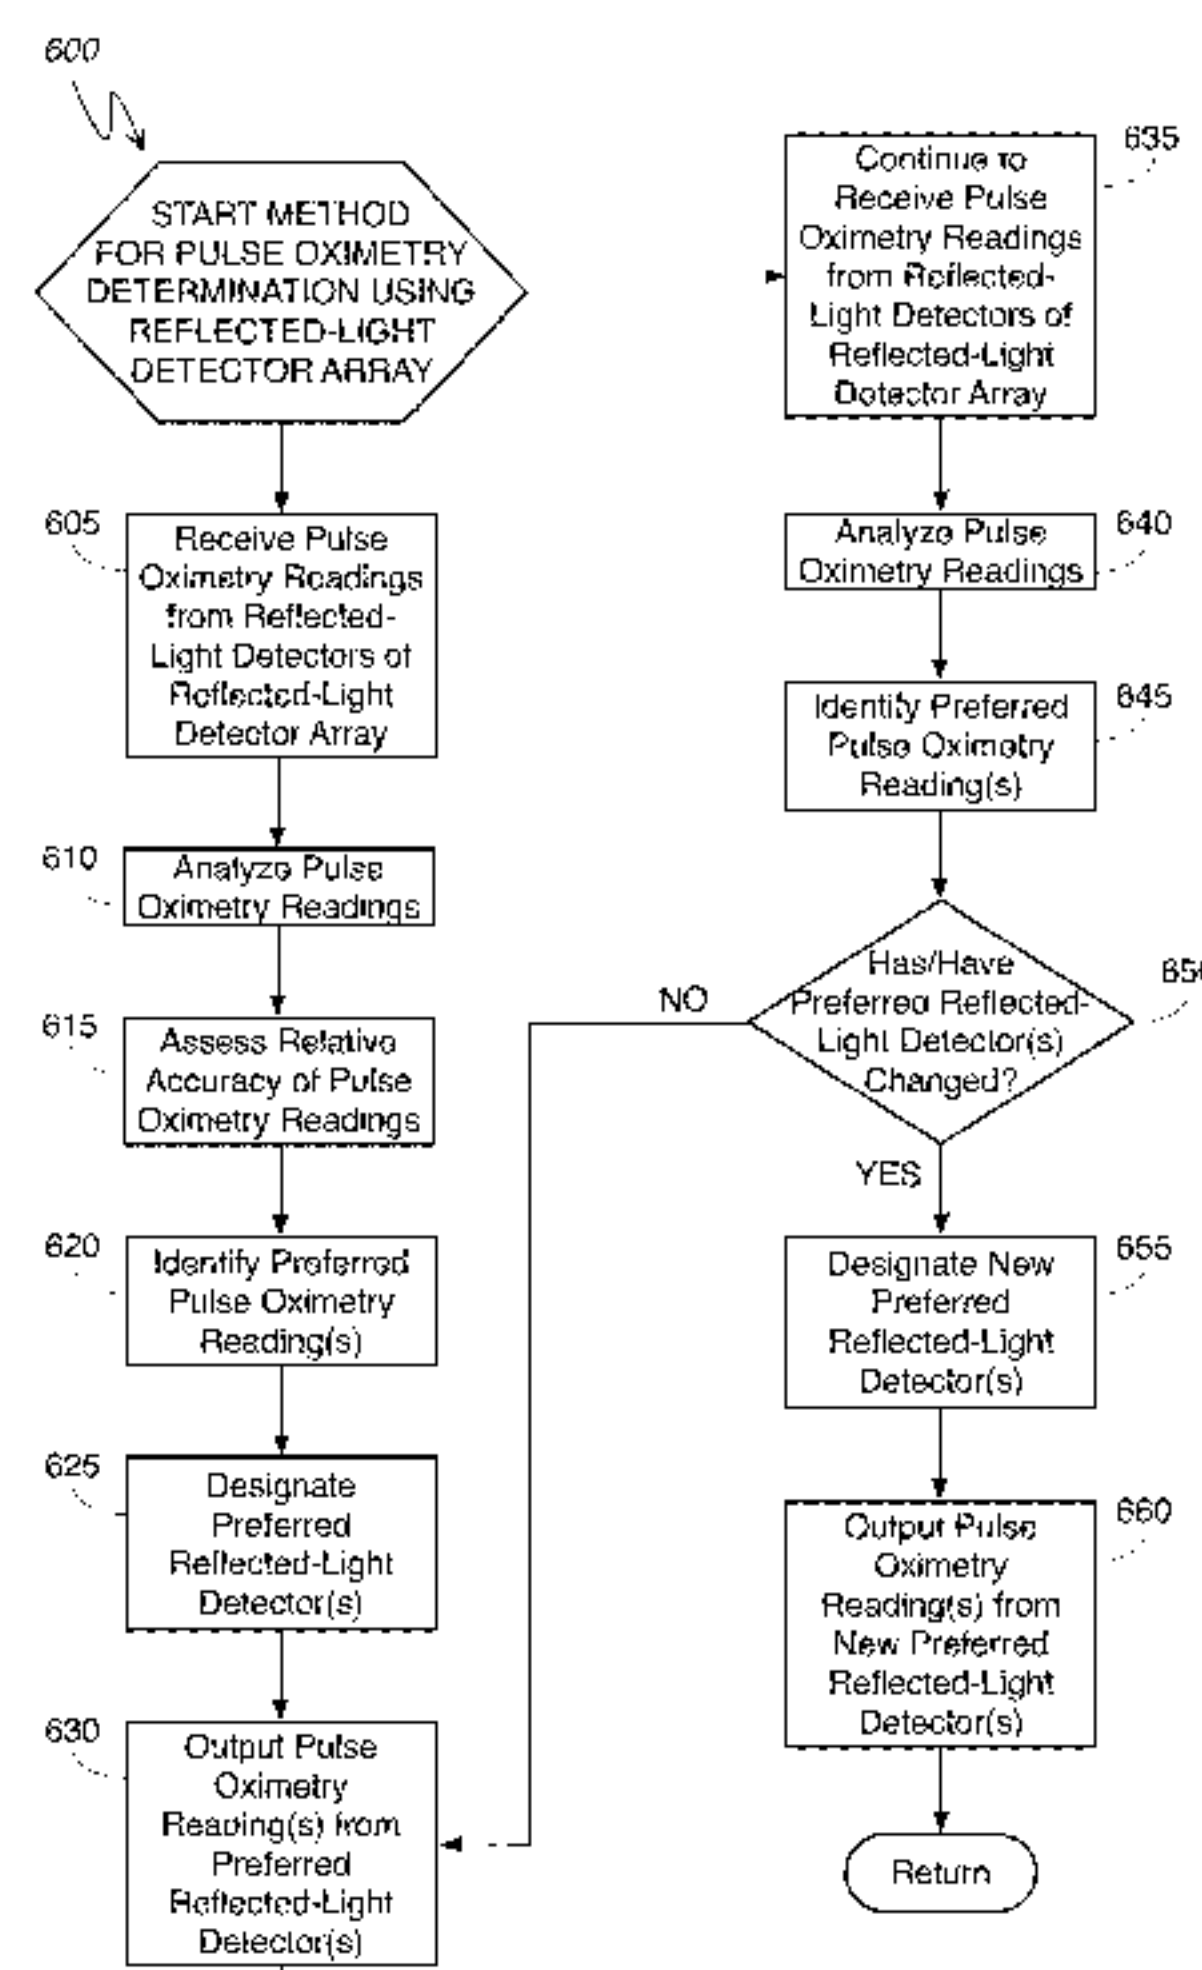 600
START METHOD
FOR PULSE OXIMETRY
DETERMINATION USING
REFLECTED-LIGHT
DETECTOR ARRAY
605
Receive Pulse
Oximetry Readings
from Reflected-
Light Detectors of
Reflected-Light
Detector Array
610
Analyze Pulse
Oximetry Readings
615
Assess Relative
Accuracy of Pulse
Oximetry Readings
620
Identify Preferred
Pulse Oximetry
Reading(s)
625
Designate
Preferred
Reflected-Light
Detector(s)
630
Output Pulse
Oximetry
Reading(s) from
Preferred
Reflected-Light
Detector(s)
635
Continue to
Receive Pulse
Oximetry Readings
from Reflected-
Light Detectors of
Reflected-Light
Detector Array
640
Analyze Pulse
Oximetry Readings
645
Identify Preferred
Pulse Oximetry
Reading(s)
Has/Have
Preferred Reflected-
Light Detector(s)
Changed?
650
NO
YES
655
Designate New
Preferred
Reflected-Light
Detector(s)
660
Output Pulse
Oximetry
Reading(s) from
New Preferred
Reflected-Light
Detector(s)
Return